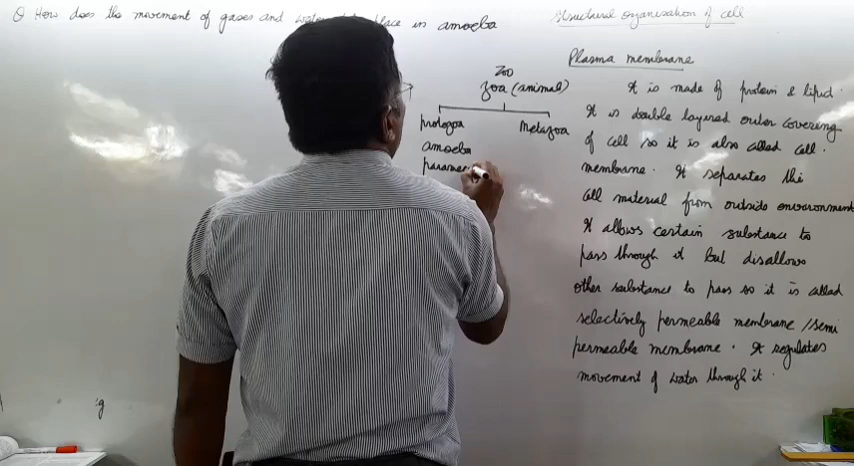 Q How does the movement of gases and water place in amoeba
Structural organisation of cell
Plasma membrane
It is made of protein & lipid.
It is double layered outer covering
of cell so it is also called cell.
membrane. It separates the
cell material from outside environment
It allows certain substance to
pass through it but disallows
other substance to pass so it is called
selectively permeable membrane /semi
permeable membrane. It regulates
movement of water through it.
Zoo
Zoa (animal)
protozoa Metazoa
amoeba
parame